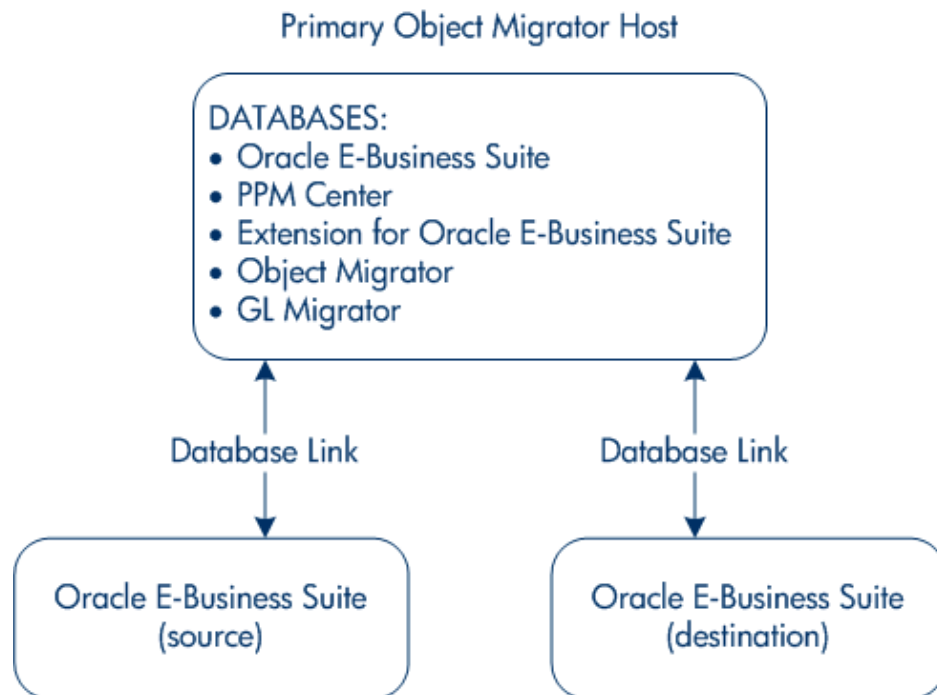 Primary Object Migrator Host
DATABASES:
• Oracle E-Business Suite
• PPM Center
• Extension for Oracle E-Business Suite
• Object Migrator
• GL Migrator
Database Link
Database Link
Oracle E-Business Suite
(source)
Oracle E-Business Suite
(destination)